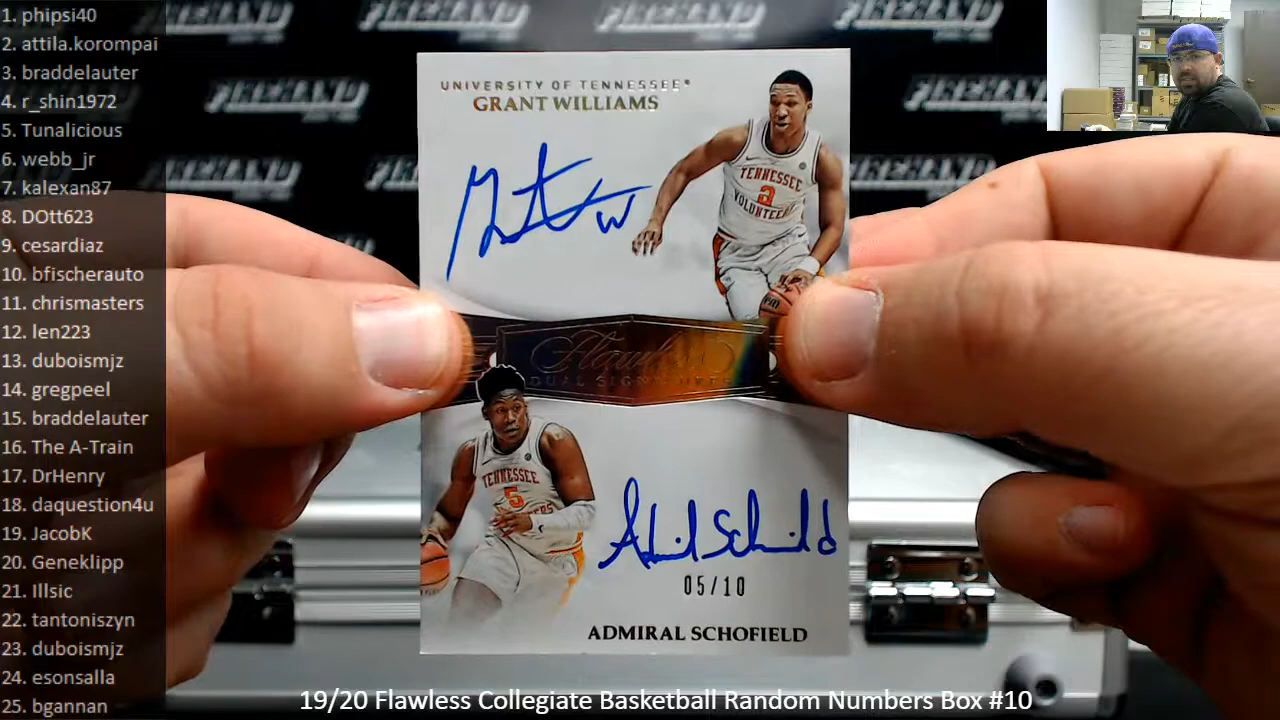 1. phipsi40
2. attila.korompai
3. braddelauter
4. r_shin1972
5. Tunalicious
6. webb_jr
7. kalexan87
8. DOtt623
9. cesardiaz
10. bfischerauto
11. chrismasters
12. len223
13. duboismjz
14. gregpeel
15. braddelauter
16. The A-Train
17. DrHenry
18. daquestion4u
19. JacobK
20. Geneklipp
21. Illsic
22. tantoniszyn
23. duboismjz
24. esonsalla
25. bgannan
FIREHAND
UNIVERSITY OF TENNESSEE®
GRANT WILLIAMS
TENNESSEE
2
VOLUNTEERS
Flawless
DUAL SIGNATURES
TENNESSEE
5
Admiral Schofield
05/10
ADMIRAL SCHOFIELD
19/20 Flawless Collegiate Basketball Random Numbers Box #10